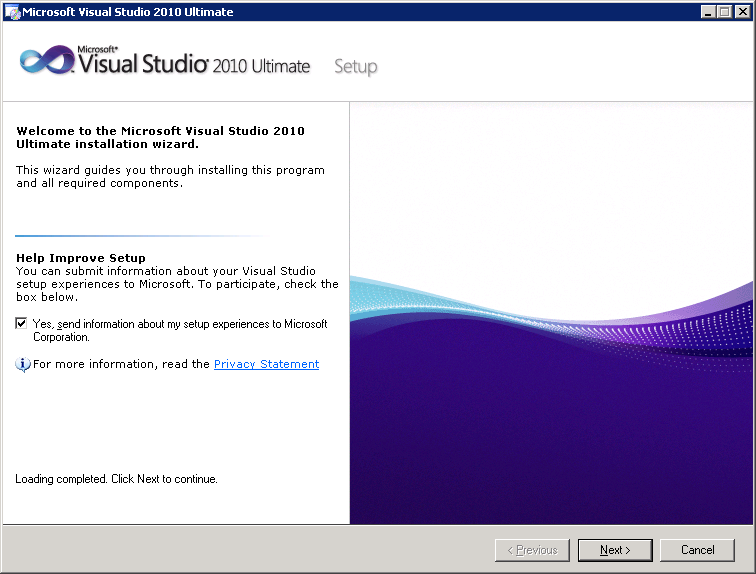 Microsoft Visual Studio 2010 Ultimate
Microsoft®
Visual Studio® 2010 Ultimate Setup
Welcome to the Microsoft Visual Studio 2010
Ultimate installation wizard.
This wizard guides you through installing this program
and all required components.
Help Improve Setup
You can submit information about your Visual Studio
setup experiences to Microsoft. To participate, check the
box below.
Yes, send information about my setup experiences to Microsoft
Corporation.
For more information, read the Privacy Statement
Loading completed. Click Next to continue.
< Previous Next > Cancel